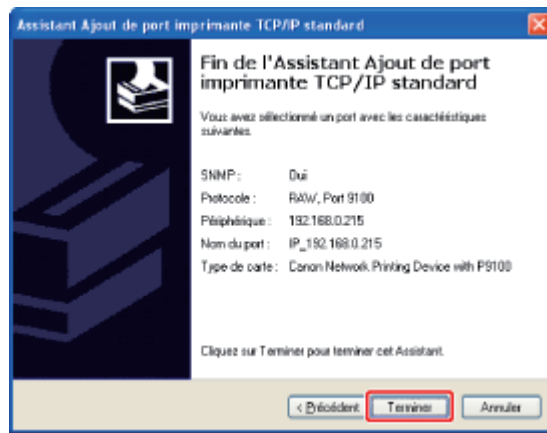 Assistant Ajout de port imprimante TCP/IP standard
Fin de l'Assistant Ajout de port
imprimante TCP/IP standard
Vous avez sélectionné un port avec les caractéristiques
suivantes.
SNMP : Oui
Protocole : RAW, Port 9100
Périphérique : 192.168.0.215
Nom du port : IP_192.168.0.215
Type de carte : Canon Network Printing Device with P9100
Cliquez sur Terminer pour terminer cet Assistant.
< Précédent Terminer Annuler